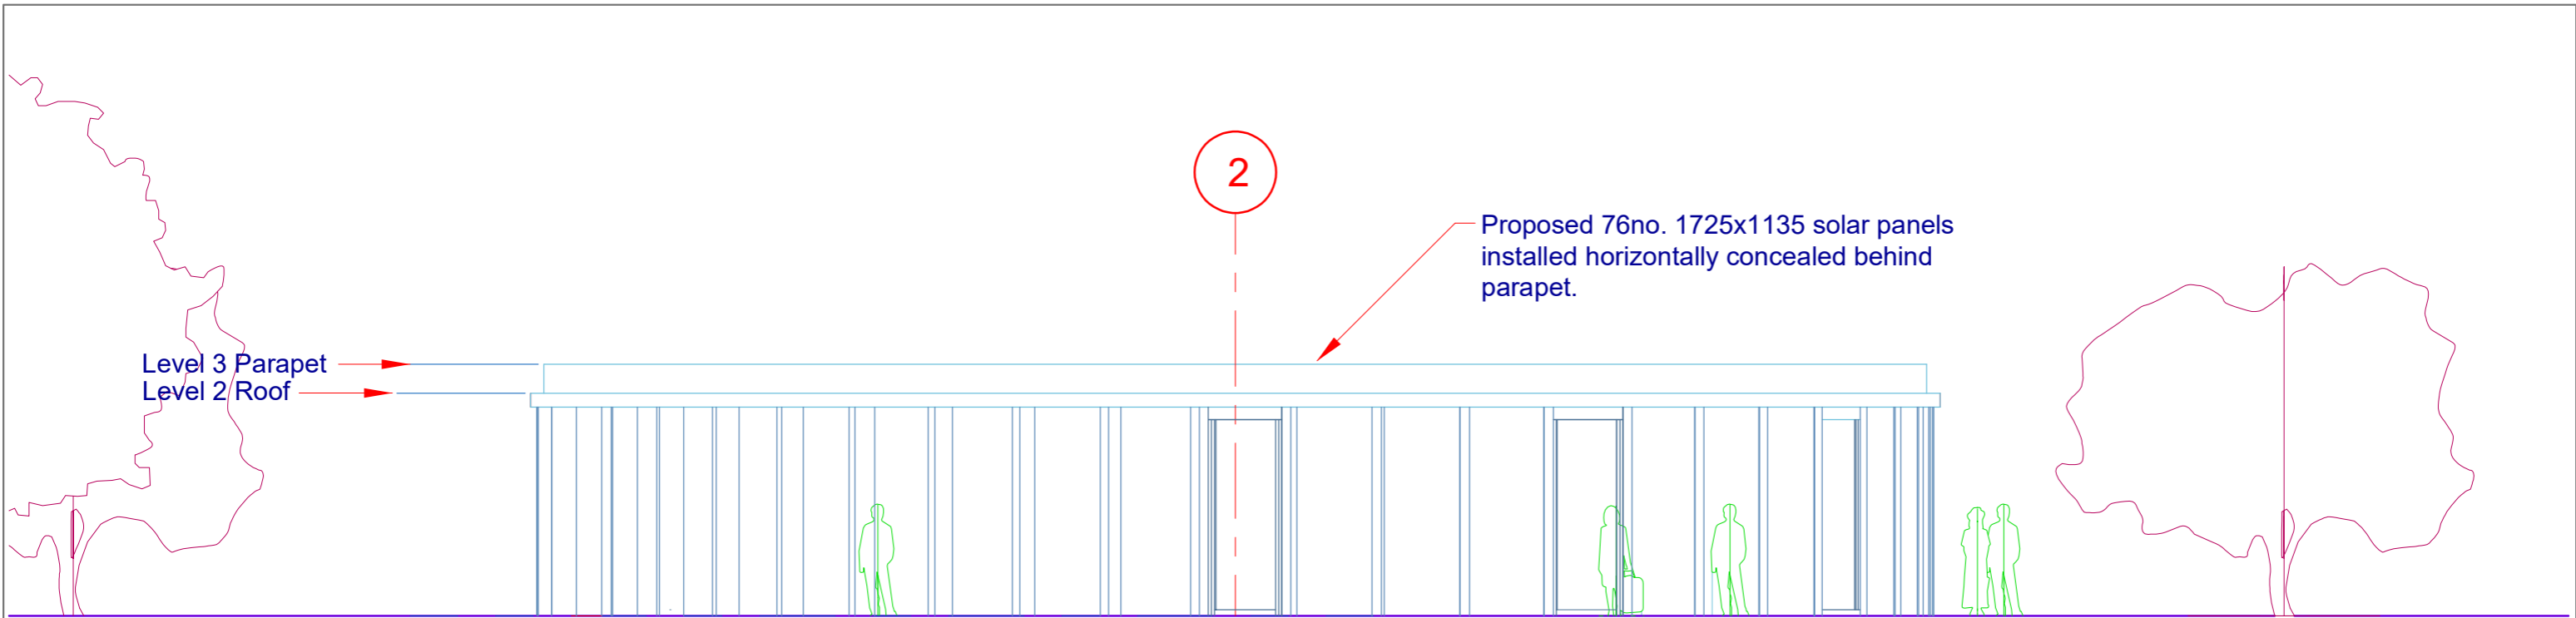 2
Proposed 76no. 1725x1135 solar panels
installed horizontally concealed behind
parapet.
Level 3 Parapet
Level 2 Roof